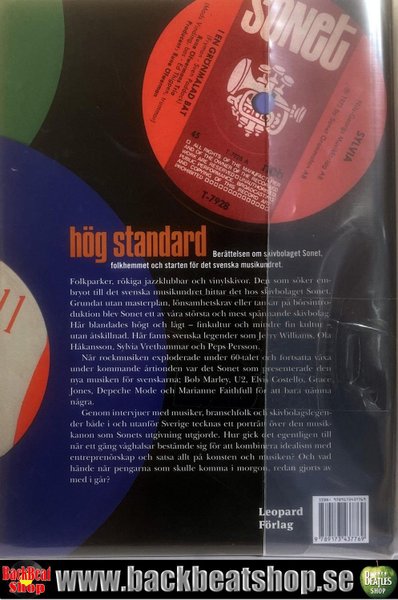 sonet
SYLVIA
I EN GRÖNMÅLAD BÅT
45
T-7928
hög standard
Berättelsen om skivbolaget Sonet,
folkhemmet och starten för det svenska musikundret.
Folkparker, rökiga jazzklubbar och vinylskivor. Den som söker em-
bryot till det svenska musikundret hittar det hos skivbolaget Sonet.
Grundat utan masterplan, lönsamhetskrav eller tankar på börsintro-
duktion blev Sonet ett av våra största och mest spännande skivbolag.
Här blandades högt och lågt – finkultur och mindre fin kultur –
utan åtskillnad. Här fanns svenska legender som Jerry Williams, Ola
Håkansson, Sylvia Vrethammar och Peps Persson.
När rockmusiken exploderade under 60-talet och fortsatta växa
under kommande årtionden var det Sonet som presenterade den
nya musiken för svenskarna; Bob Marley, U2, Elvis Costello, Grace
Jones, Depeche Mode och Marianne Faithfull för att bara nämna
några.
Genom intervjuer med musiker, branschfolk och skivbolagslegen-
der både i och utanför Sverige tecknas ett porträtt över den musik-
kanon som Sonets utgivning utgjorde. Hur gick det egentligen till
när ett gäng våghalsar bestämde sig för att kombinera idealism med
entreprenörskap och satsa allt på konsten och musiken? Och vad
hände när pengarna som skulle komma i morgon, redan gjorts av
med i går?
Leopard
Förlag
9 789173 437769
BackBeat
Shop
www.backbeatshop.se
BEATLES
SHOP